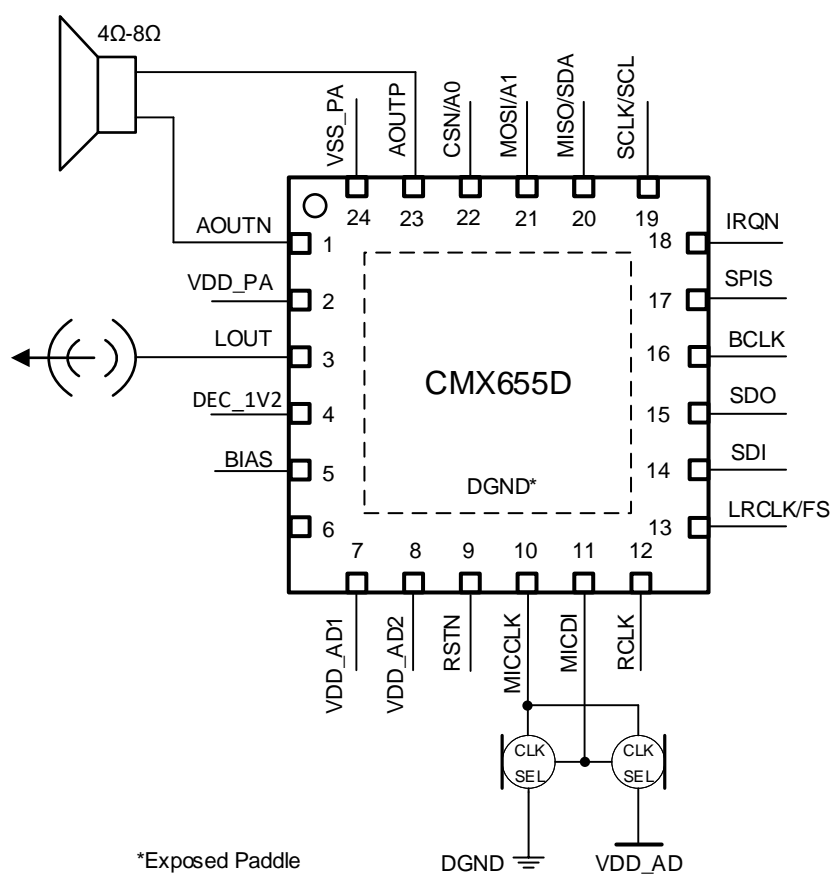 4Ω-8Ω
VSS_PA
AOUTP
CSN/A0
MOSI/A1
MISO/SDA
SCLK/SCL
24
23
22
21
20
19
AOUTN
1
VDD_PA
2
LOUT
3
DEC_1V2
4
BIAS
5
6
18
IRQN
17
SPIS
16
BCLK
15
SDO
14
SDI
13
LRCLK/FS
CMX655D
DGND*
7
8
9
10
11
12
VDD_AD1
VDD_AD2
RSTN
MICCLK
MICDI
RCLK
CLK
SEL
CLK
SEL
*Exposed Paddle
DGND
VDD_AD